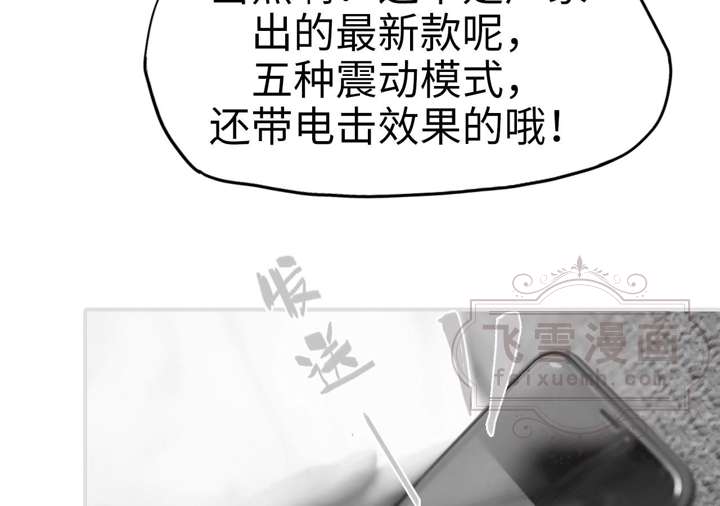 出的最新款呢，
五种震动模式，
还带电击效果的哦！
发
送
飞雪漫画
feixuemh.com